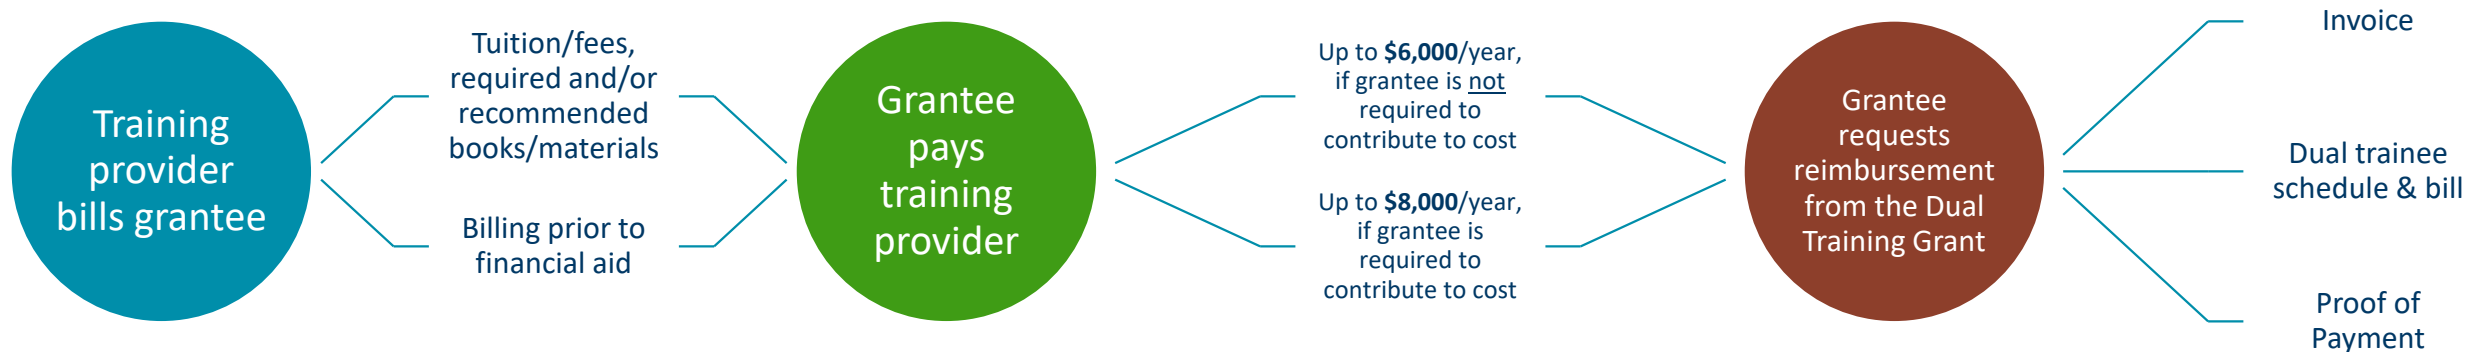 Training
provider
bills grantee
Tuition/fees,
required and/or
recommended
books/materials
Billing prior to
financial aid
Grantee
pays
training
provider
Up to $6,000/year,
if grantee is not
required to
contribute to cost
Up to $8,000/year,
if grantee is
required to
contribute to cost
Grantee
requests
reimbursement
from the Dual
Training Grant
Invoice
Dual trainee
schedule & bill
Proof of
Payment